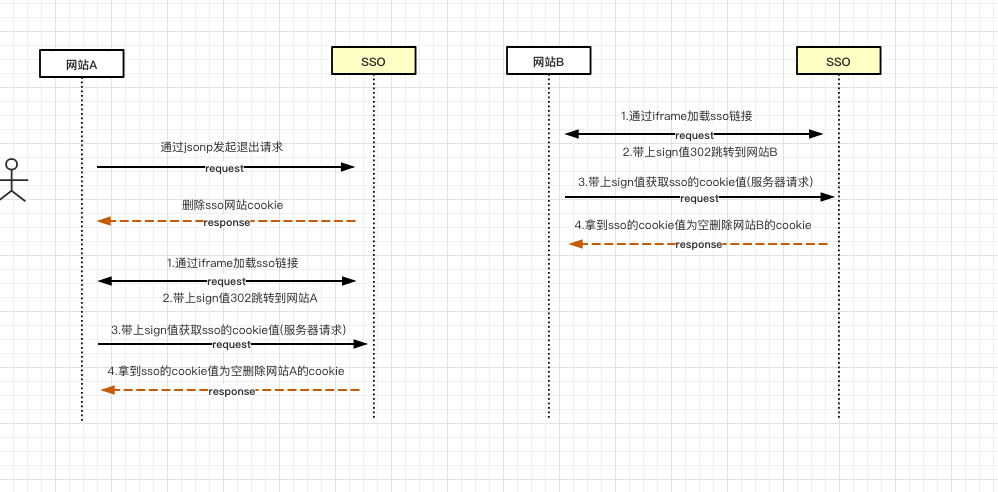 网站A
SSO
通过jsonp发起退出请求
request
删除sso网站cookie
response
1.通过iframe加载sso链接
request
2.带上sign值302跳转到网站A
3.带上sign值获取sso的cookie值(服务器请求)
request
4.拿到sso的cookie值为空删除网站A的cookie
response
网站B
SSO
1.通过iframe加载sso链接
request
2.带上sign值302跳转到网站B
3.带上sign值获取sso的cookie值(服务器请求)
request
4.拿到sso的cookie值为空删除网站B的cookie
response